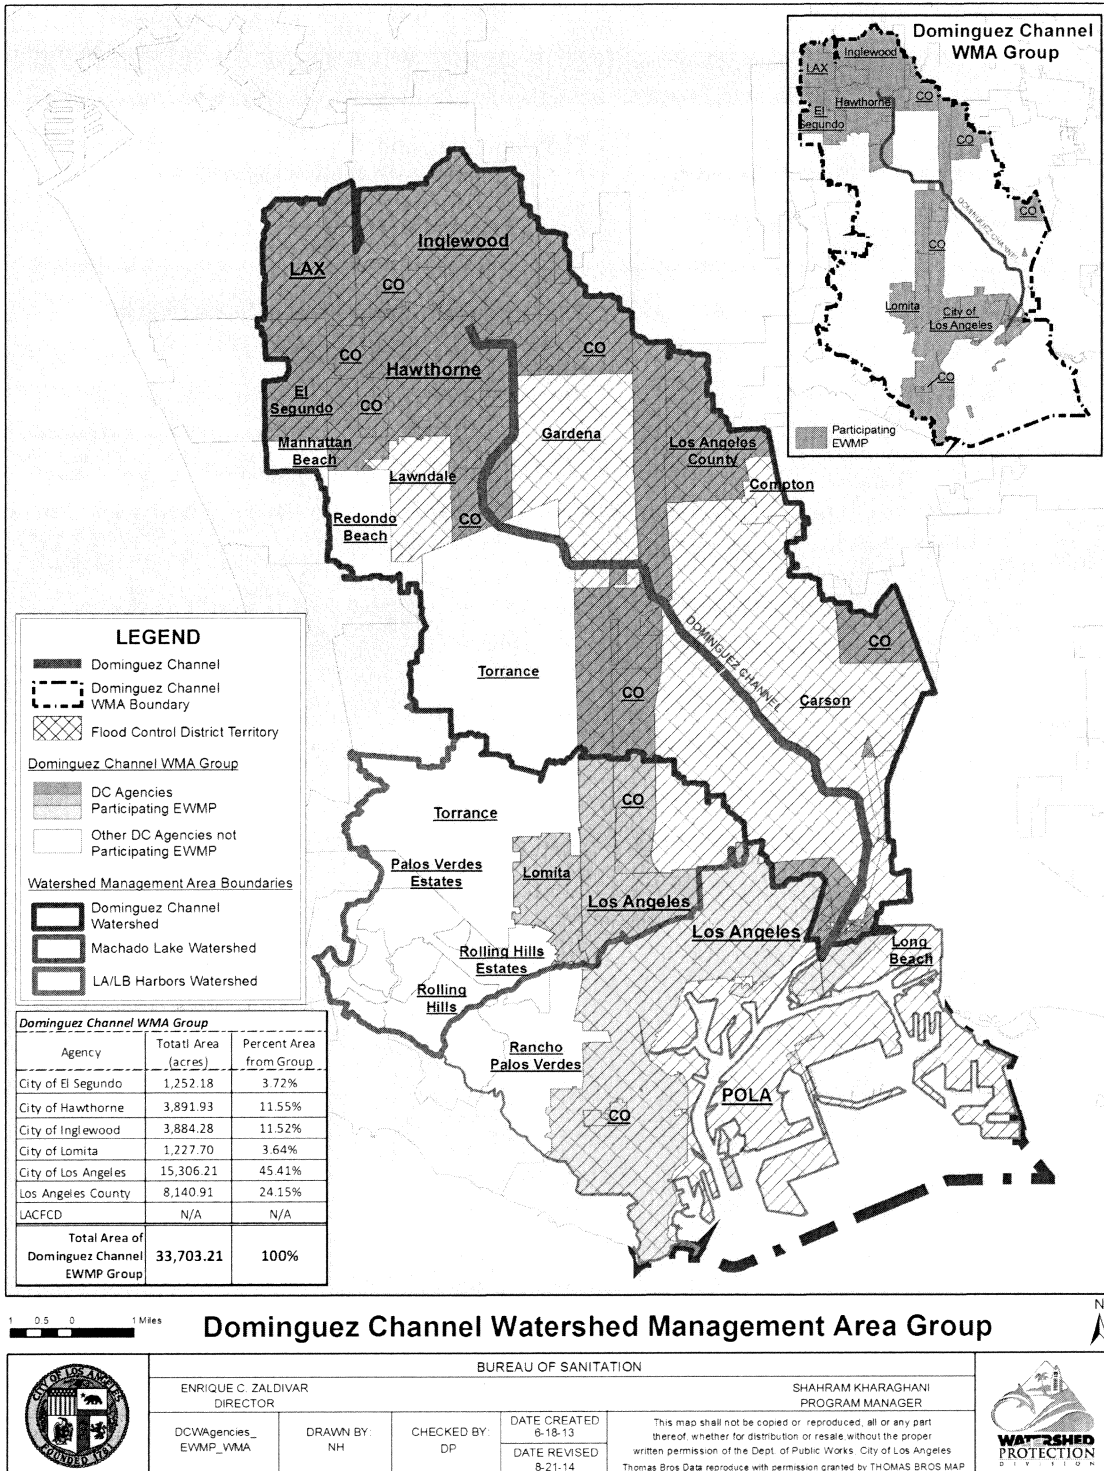 Dominguez Channel
WMA Group
Inglewood
LAX
Hawthorne
CO
El
Segundo
CO
CO
DOMINGUEZ CHANNEL
CO
Lomita
City of
Los Angeles
CO
Participating
EWMP
Inglewood
LAX
CO
CO
CO
Hawthorne
El
Segundo
CO
Gardena
Manhattan
Beach
Los Angeles
County
Lawndale
Compton
Redondo
Beach
CO
DOMINGUEZ CHANNEL
CO
Torrance
CO
Carson
CO
Torrance
Palos Verdes
Estates
Lomita
Los Angeles
Los Angeles
Rolling Hills
Estates
Long
Beach
Rolling
Hills
Rancho
Palos Verdes
POLA
CO
LEGEND
Dominguez Channel
Dominguez Channel
WMA Boundary
Flood Control District Territory
Dominguez Channel WMA Group
DC Agencies
Participating EWMP
Other DC Agencies not
Participating EWMP
Watershed Management Area Boundaries
Dominguez Channel
Watershed
Machado Lake Watershed
LA/LB Harbors Watershed
Dominguez Channel WMA Group
Agency Totatl Area (acres) Percent Area from Group
City of El Segundo 1,252.18 3.72%
City of Hawthorne 3,891.93 11.55%
City of Inglewood 3,884.28 11.52%
City of Lomita 1,227.70 3.64%
City of Los Angeles 15,306.21 45.41%
Los Angeles County 8,140.91 24.15%
LACFCD N/A N/A
Total Area of
Dominguez Channel 33,703.21 100%
EWMP Group
1 0.5 0 1 Miles
Dominguez Channel Watershed Management Area Group
N
BUREAU OF SANITATION
ENRIQUE C. ZALDIVAR
DIRECTOR
SHAHRAM KHARAGHANI
PROGRAM MANAGER
DCWAgencies_
EWMP_WMA
DRAWN BY:
NH
CHECKED BY:
DP
DATE CREATED
6-18-13
DATE REVISED
8-21-14
This map shall not be copied or reproduced, all or any part
thereof, whether for distribution or resale, without the proper
written permission of the Dept. of Public Works, City of Los Angeles
Thomas Bros Data reproduce with permission granted by THOMAS BROS MAP
CITY OF LOS ANGELES
FOUNDED 1781
WATERSHED
PROTECTION
DIVISION